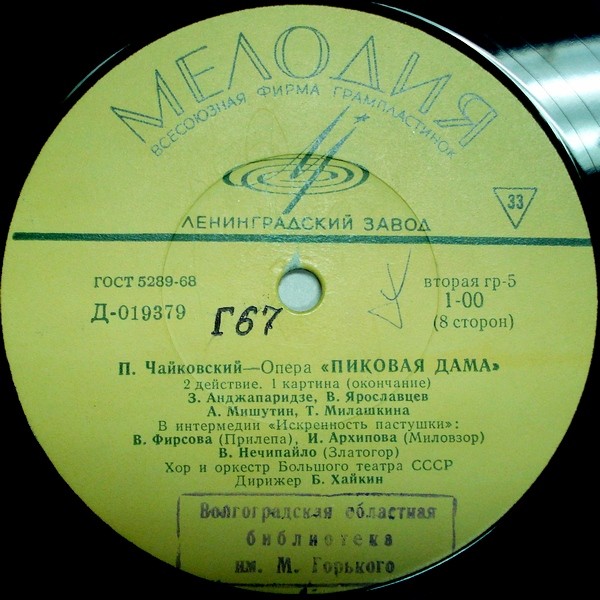 МЕЛОДИЯ
ВСЕСОЮЗНАЯ ФИРМА ГРАМПЛАСТИНОК
ЛЕНИНГРАДСКИЙ ЗАВОД
33
ГОСТ 5289-68
Д-019379
Г67
вторая гр-5
1-00
(8 сторон)
П. Чайковский—Опера «ПИКОВАЯ ДАМА»
2 действие. 1 картина (окончание)
З. Анджапаридзе, В. Ярославцев
А. Мишутин, Т. Милашкина
В интермедии «Искренность пастушки»:
В. Фирсова (Прилепа), И. Архипова (Миловзор)
В. Нечипайло (Златогор)
Хор и оркестр Большого театра СССР
Дирижер Б. Хайкин
Волгоградская областная
библиотека
им. М. Горького